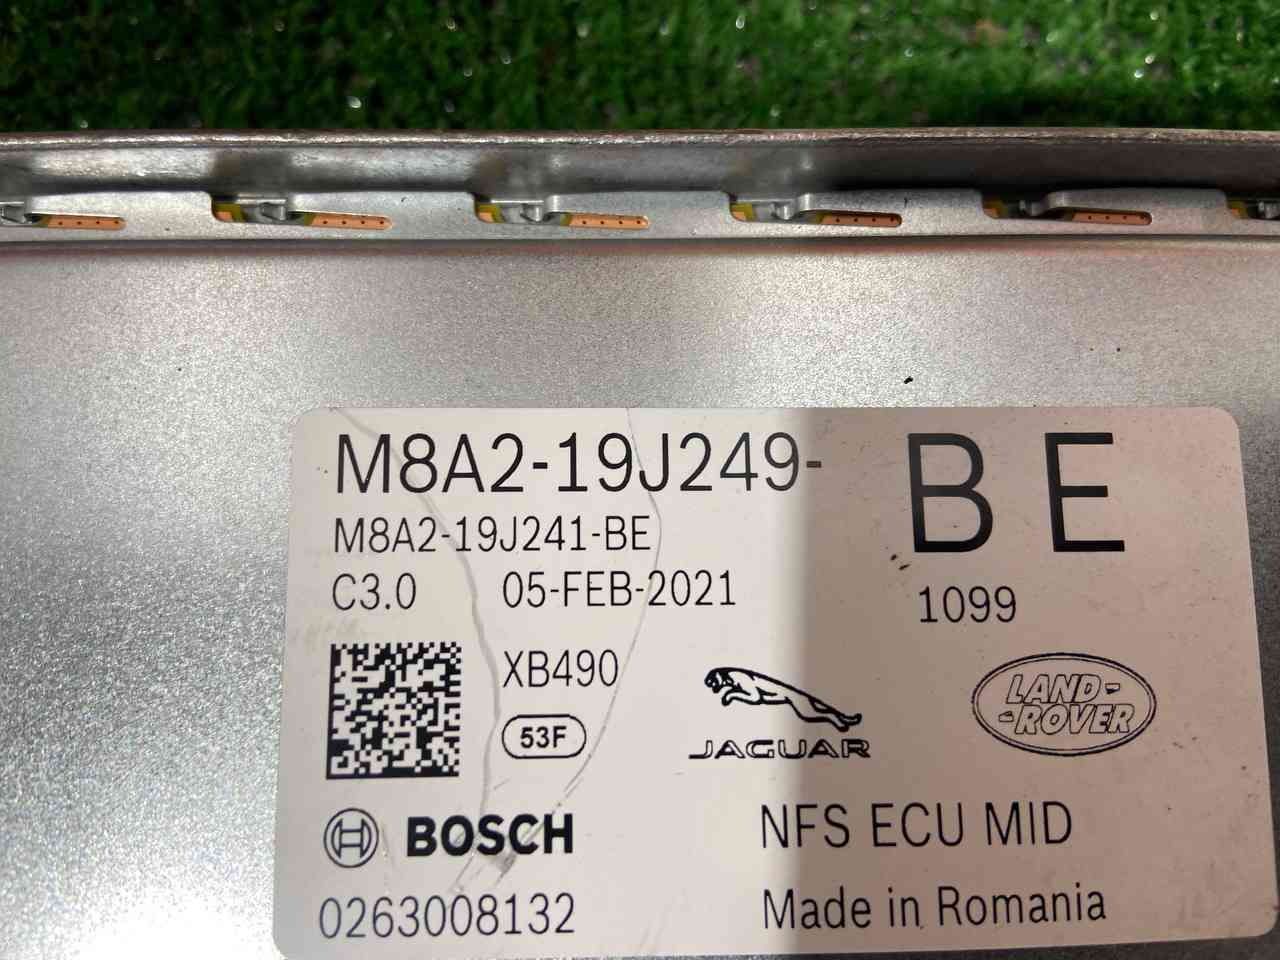 M8A2-19J249- BE
M8A2-19J241-BE
C3.0 05-FEB-2021 1099
XB490
53F
JAGUAR
LAND-
-ROVER
BOSCH
NFS ECU MID
0263008132
Made in Romania